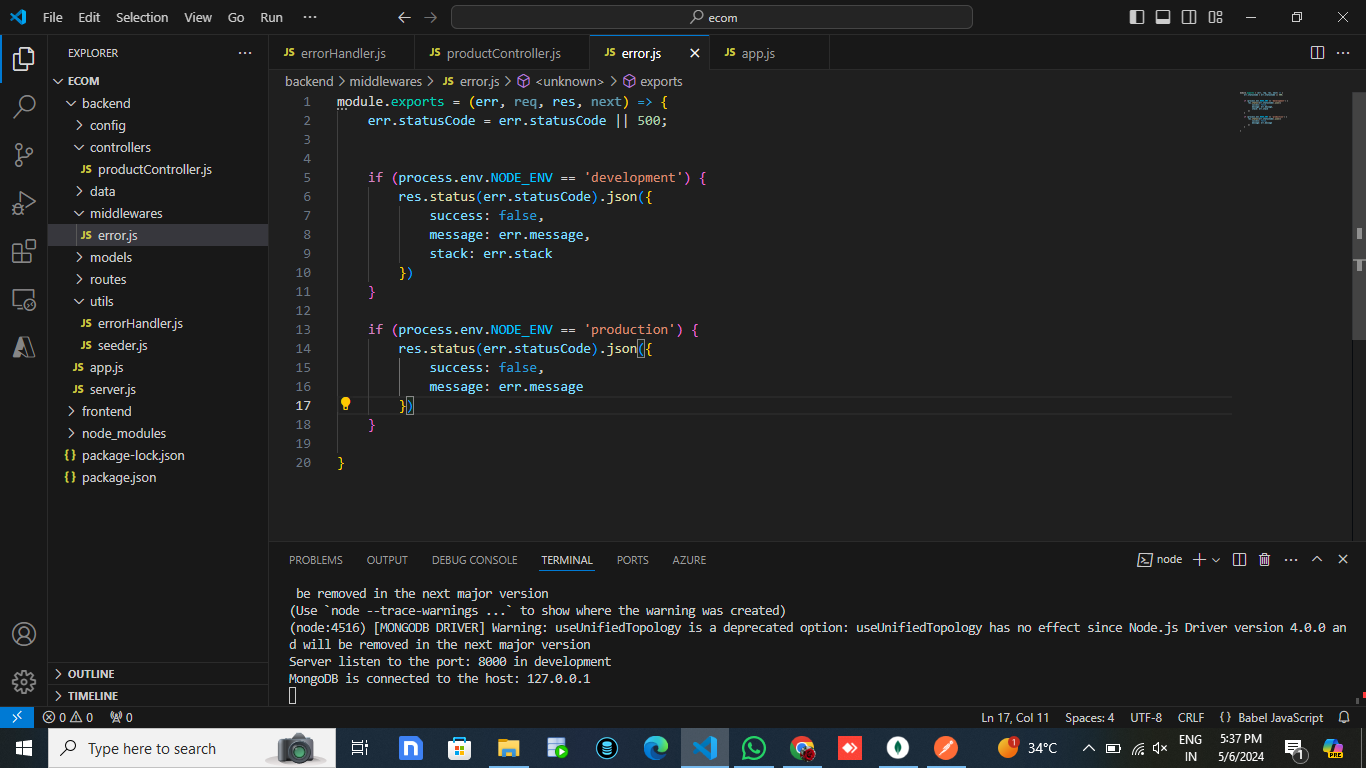 File Edit Selection View Go Run ··· ecom
EXPLORER ···
ECOM
backend
config
controllers
JS productController.js
data
middlewares
JS error.js
models
routes
utils
JS errorHandler.js
JS seeder.js
JS app.js
JS server.js
frontend
node_modules
{} package-lock.json
{} package.json
OUTLINE
TIMELINE
JS errorHandler.js JS productController.js JS error.js JS app.js
backend > middlewares > JS error.js > <unknown> > exports
1 module.exports = (err, req, res, next) => {
2 err.statusCode = err.statusCode || 500;
3
4
5 if (process.env.NODE_ENV == 'development') {
6 res.status(err.statusCode).json({
7 success: false,
8 message: err.message,
9 stack: err.stack
10 })
11 }
12
13 if (process.env.NODE_ENV == 'production') {
14 res.status(err.statusCode).json({
15 success: false,
16 message: err.message
17 })
18 }
19
20 }
PROBLEMS OUTPUT DEBUG CONSOLE TERMINAL PORTS AZURE node
be removed in the next major version
(Use `node --trace-warnings ...` to show where the warning was created)
(node:4516) [MONGODB DRIVER] Warning: useUnifiedTopology is a deprecated option: useUnifiedTopology has no effect since Node.js Driver version 4.0.0 an
d will be removed in the next major version
Server listen to the port: 8000 in development
MongoDB is connected to the host: 127.0.0.1
0 0 0 Ln 17, Col 11 Spaces: 4 UTF-8 CRLF {} Babel JavaScript
Type here to search 1 34°C ENG IN 5:37 PM 5/6/2024 1 PRE